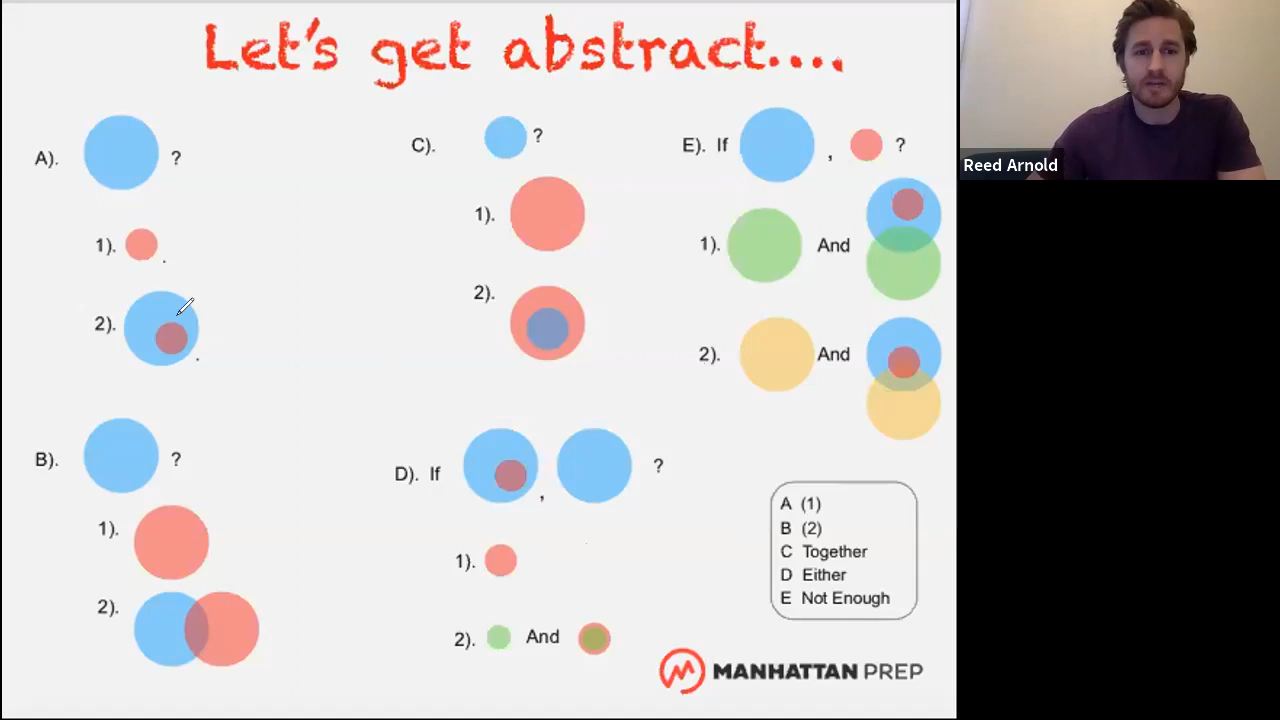 Let's get abstract....
A). ?
1). .
2). .
B). ?
1).
2).
C). ?
1).
2).
D). If , ?
1).
2). And
E). If , ?
1). And
2). And
A (1)
B (2)
C Together
D Either
E Not Enough
MANHATTAN PREP
Reed Arnold